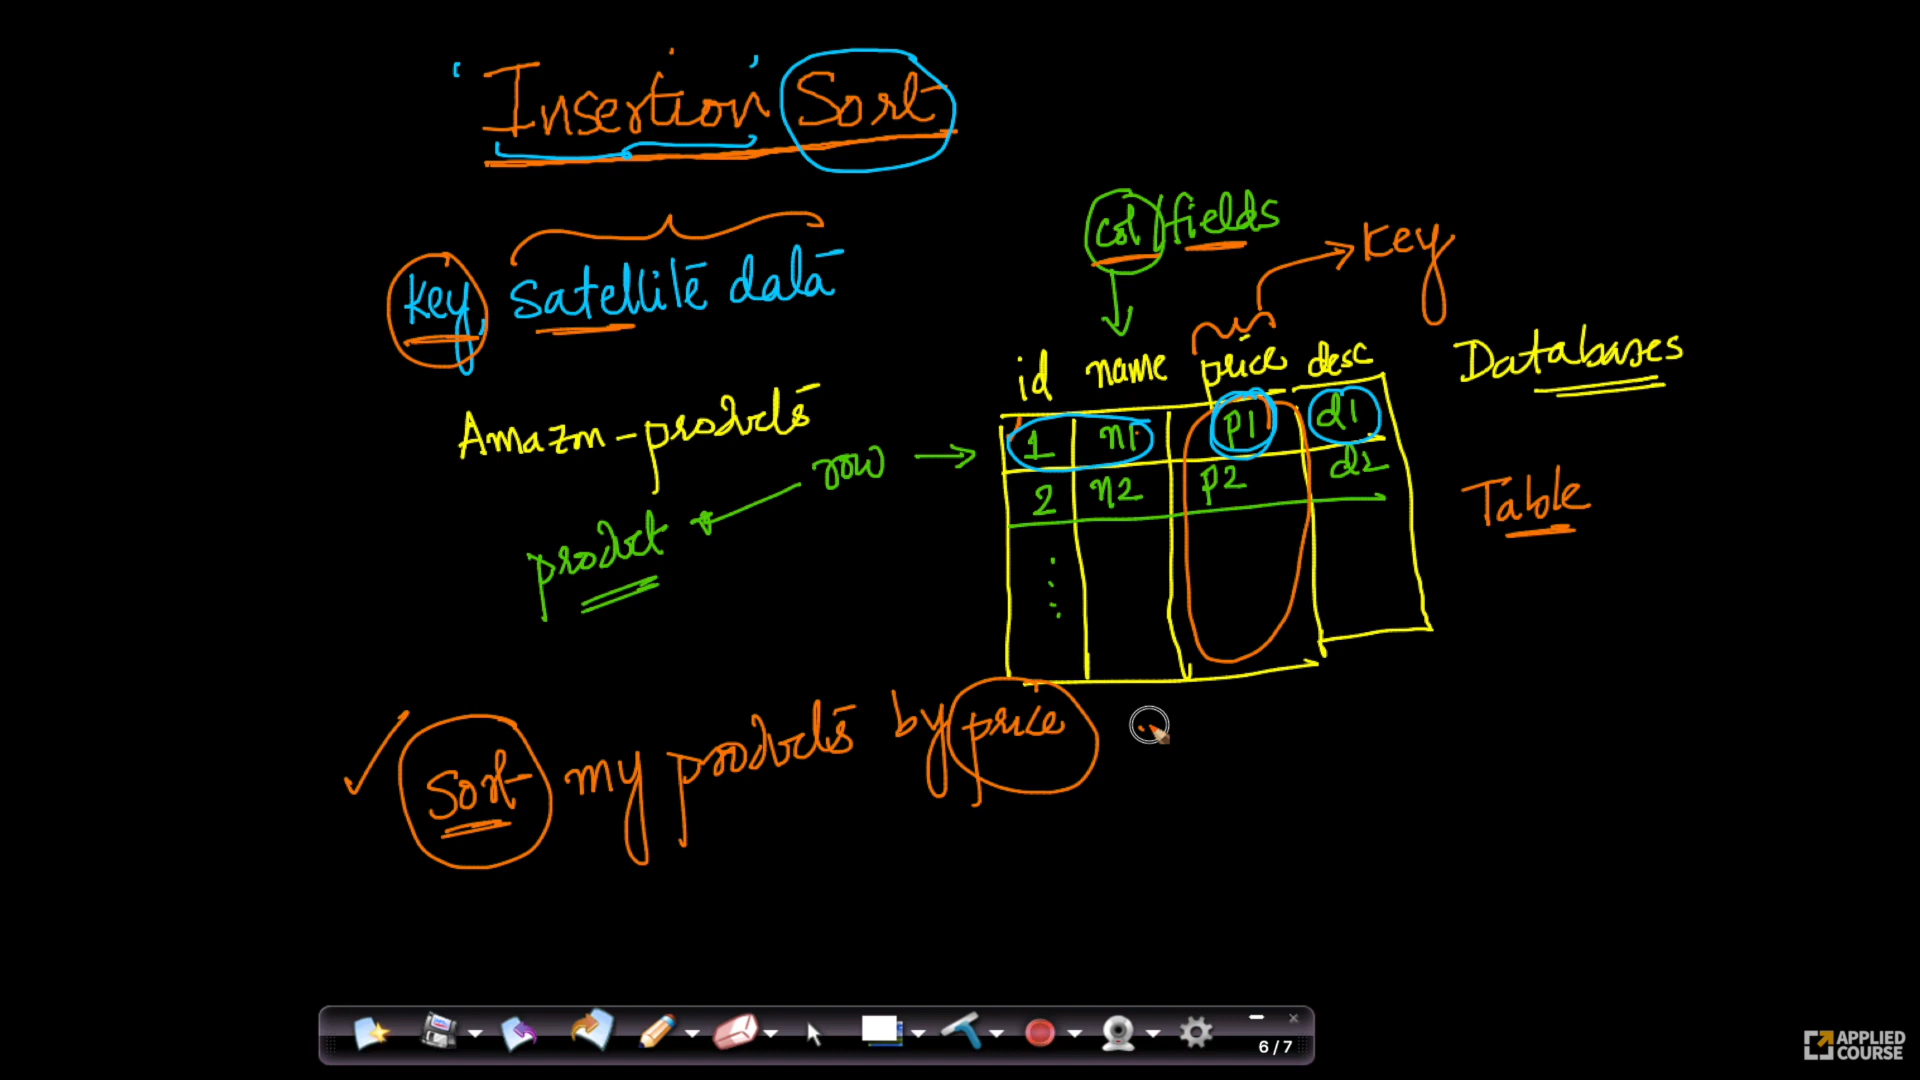 'Insertion' Sort
col/fields
Key
key, satellite data
id name price desc
Databases
Amazon-products
row
1 n1 p1 d1
2 n2 p2 d2
Table
product
sort my products by price
6/7
APPLIED
COURSE